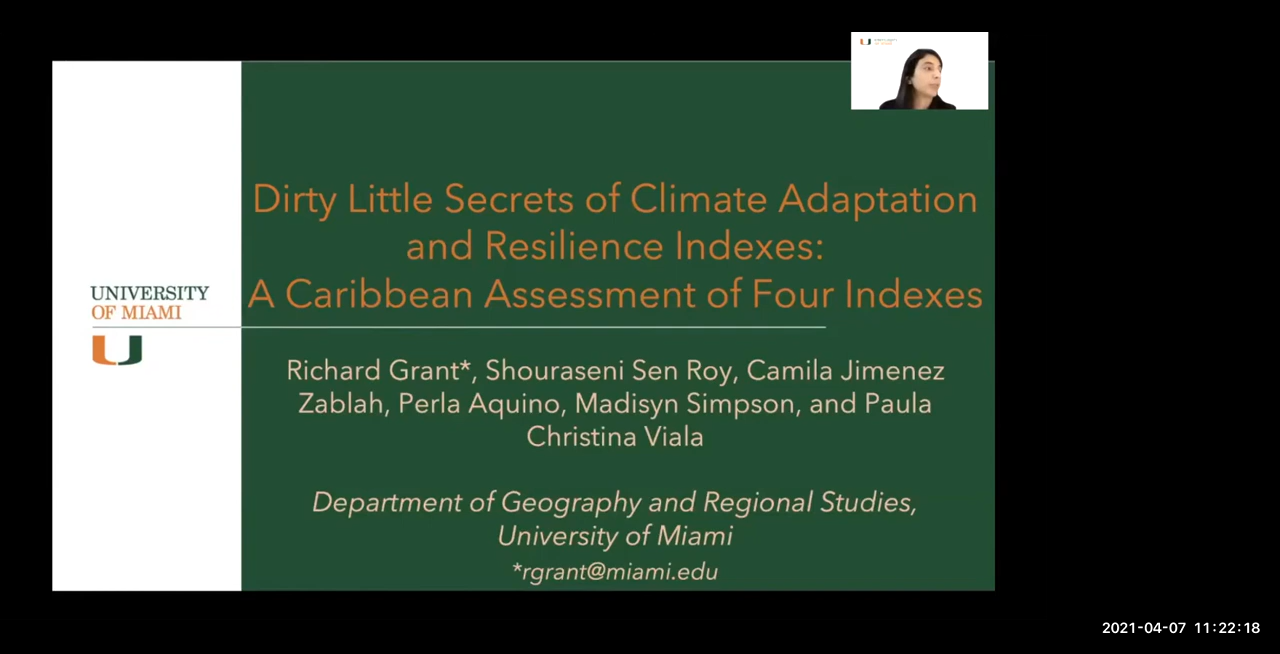 Dirty Little Secrets of Climate Adaptation
and Resilience Indexes:
A Caribbean Assessment of Four Indexes
UNIVERSITY
OF MIAMI
Richard Grant*, Shouraseni Sen Roy, Camila Jimenez
Zablah, Perla Aquino, Madisyn Simpson, and Paula
Christina Viala
Department of Geography and Regional Studies,
University of Miami
*rgrant@miami.edu
2021-04-07 11:22:18